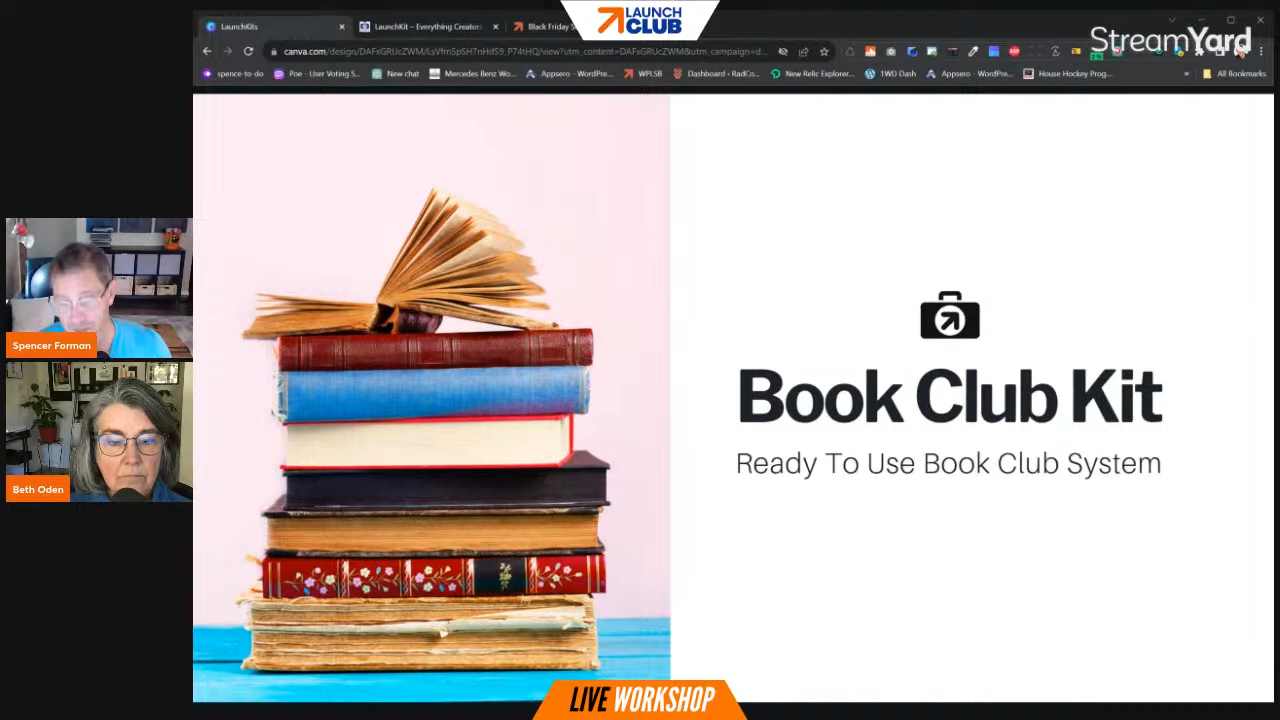 LAUNCH
CLUB
StreamYard
LaunchKits
LaunchKit – Everything Creators
Black Friday S
canva.com/design/DAFxGRUcZWM/LsVfmSpSH7nHdS9_P74tHQ/view?utm_content=DAFxGRUcZWM&utm_campaign=d...
spence-to-do
Poe - User Voting S...
New chat
Mercedes Benz Wo...
Appsero - WordPre...
WPLSB
Dashboard ‹ RadCo...
New Relic Explorer...
1WD Dash
Appsero - WordPre...
House Hockey Prog...
»
All Bookmarks
Book Club Kit
Ready To Use Book Club System
Spencer Forman
Beth Oden
LIVE WORKSHOP